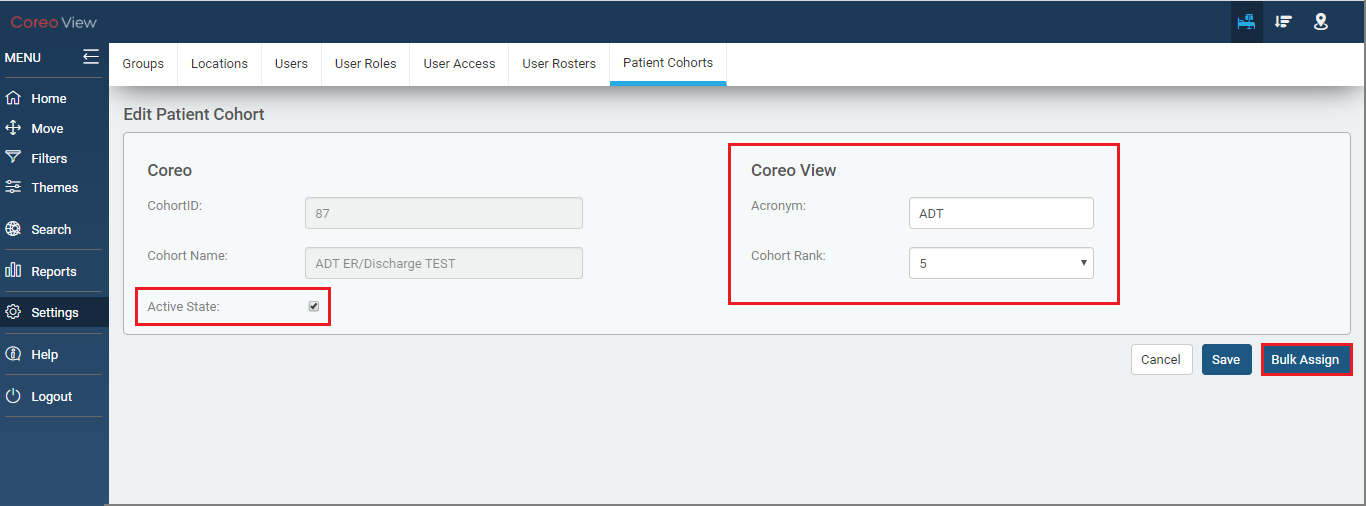 Coreo View
MENU
Home
Move
Filters
Themes
Search
Reports
Settings
Help
Logout
Groups
Locations
Users
User Roles
User Access
User Rosters
Patient Cohorts
Edit Patient Cohort
Coreo
CohortID:
87
Cohort Name:
ADT ER/Discharge TEST
Active State:
Coreo View
Acronym:
ADT
Cohort Rank:
5
Cancel
Save
Bulk Assign